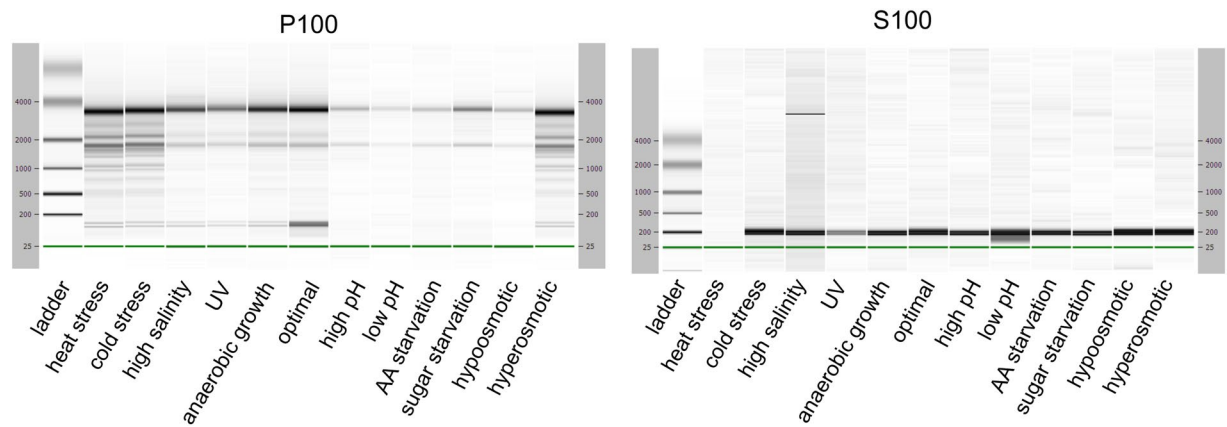 P100
S100
4000
2000
1000
500
200
25
4000
2000
1000
500
200
25
ladder
heat stress
cold stress
high salinity
UV
anaerobic growth
optimal
high pH
low pH
AA starvation
sugar starvation
hypoosmotic
hyperosmotic
4000
2000
1000
500
200
25
4000
2000
1000
500
200
25
ladder
heat stress
cold stress
high salinity
UV
anaerobic growth
optimal
high pH
low pH
AA starvation
sugar starvation
hypoosmotic
hyperosmotic